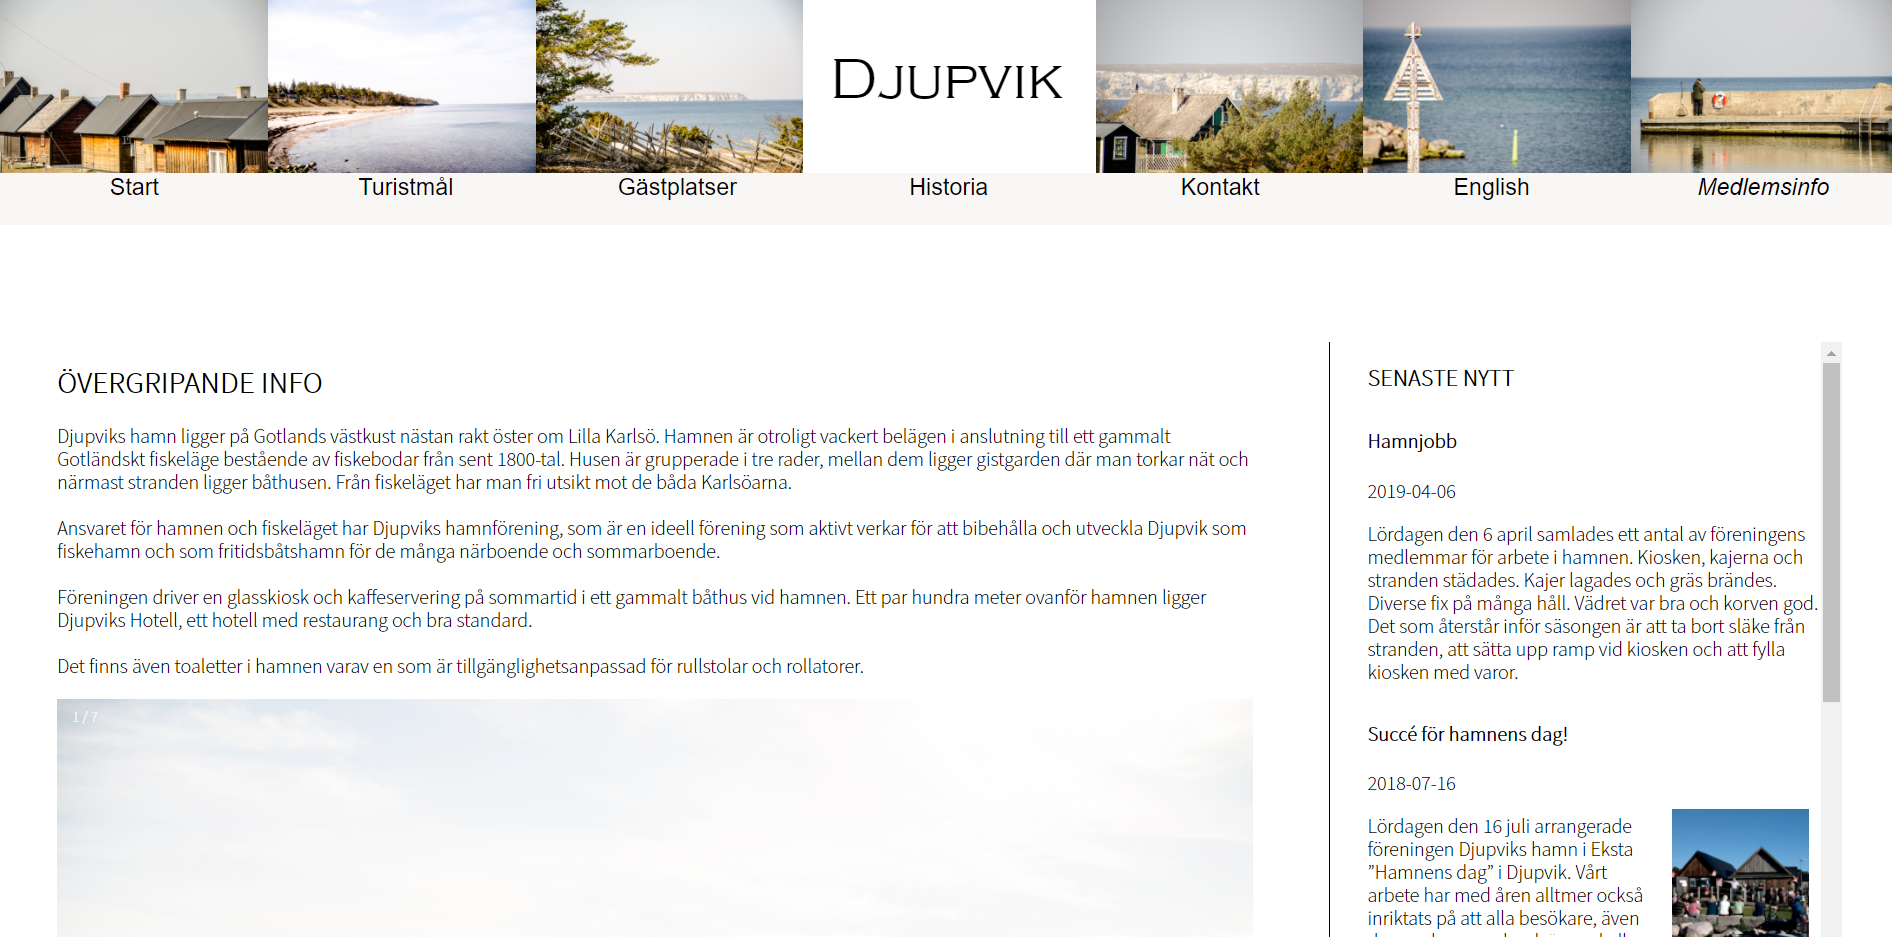 Djupvik
Start
Turistmål
Gästplatser
Historia
Kontakt
English
Medlemsinfo
ÖVERGRIPANDE INFO
Djupviks hamn ligger på Gotlands västkust nästan rakt öster om Lilla Karlsö. Hamnen är otroligt vackert belägen i anslutning till ett gammalt
Gotländskt fiskeläge bestående av fiskebodar från sent 1800-tal. Husen är grupperade i tre rader, mellan dem ligger gistgarden där man torkar nät och
närmast stranden ligger båthusen. Från fiskeläget har man fri utsikt mot de båda Karlsöarna.
Ansvaret för hamnen och fiskeläget har Djupviks hamnförening, som är en ideell förening som aktivt verkar för att bibehålla och utveckla Djupvik som
fiskehamn och som fritidsbåtshamn för de många närboende och sommarboende.
Föreningen driver en glasskiosk och kaffeservering på sommartid i ett gammalt båthus vid hamnen. Ett par hundra meter ovanför hamnen ligger
Djupviks Hotell, ett hotell med restaurang och bra standard.
Det finns även toaletter i hamnen varav en som är tillgänglighetsanpassad för rullstolar och rollatorer.
1 / 7
SENASTE NYTT
Hamnjobb
2019-04-06
Lördagen den 6 april samlades ett antal av föreningens
medlemmar för arbete i hamnen. Kiosken, kajerna och
stranden städades. Kajer lagades och gräs brändes.
Diverse fix på många håll. Vädret var bra och korven god.
Det som återstår inför säsongen är att ta bort släke från
stranden, att sätta upp ramp vid kiosken och att fylla
kiosken med varor.
Succé för hamnens dag!
2018-07-16
Lördagen den 16 juli arrangerade
föreningen Djupviks hamn i Eksta
”Hamnens dag” i Djupvik. Vårt
arbete har med åren alltmer också
inriktats på att alla besökare, även